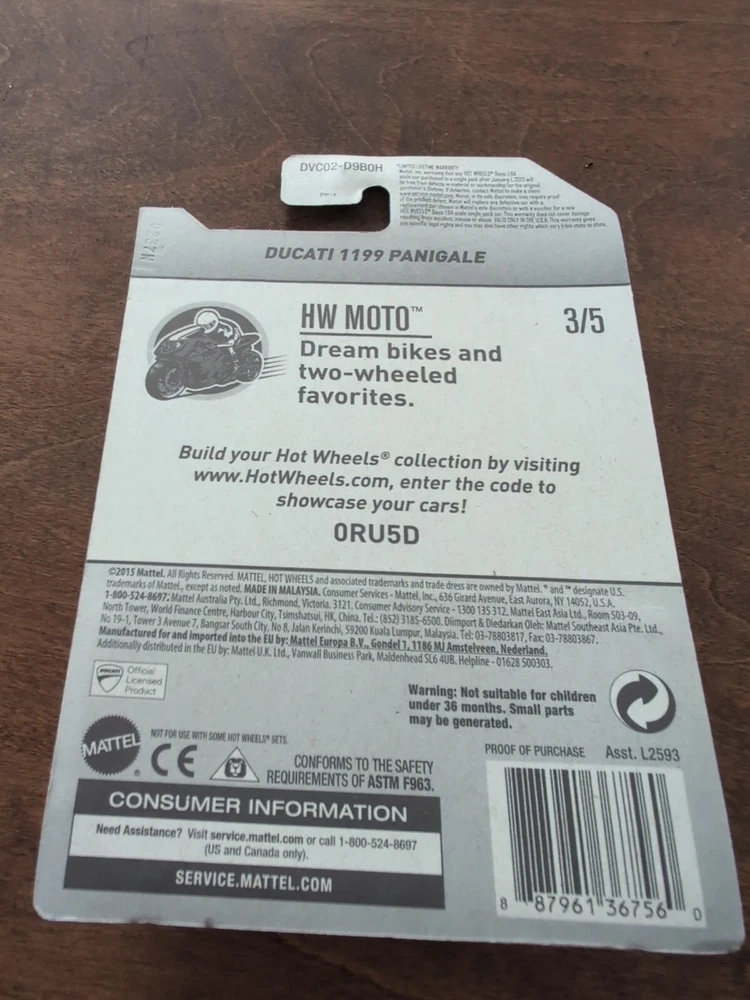 DVC02-D9B0H
*LIMITED LIFETIME WARRANTY
DUCATI 1199 PANIGALE
HW MOTO™
3/5
Dream bikes and
two-wheeled
favorites.
Build your Hot Wheels® collection by visiting
www.HotWheels.com, enter the code to
showcase your cars!
0RU5D
©2015 Mattel. All Rights Reserved. MATTEL, HOT WHEELS and associated trademarks and trade dress are owned by Mattel. ® and ™ designate U.S.
trademarks of Mattel, except as noted. MADE IN MALAYSIA. Consumer Services - Mattel, Inc., 636 Girard Avenue, East Aurora, NY 14052, U.S.A.
1-800-524-8697; Mattel Australia Pty. Ltd., Richmond, Victoria. 3121. Consumer Advisory Service - 1300 135 312. Mattel East Asia Ltd., Room 503-09,
North Tower, World Finance Centre, Harbour City, Tsimshatsui, HK, China. Tel.: (852) 3185-6500. Diimport & Diedarkan Oleh: Mattel Southeast Asia Pte. Ltd.,
No 19-1, Tower 3 Avenue 7, Bangsar South City, No 8, Jalan Kerinchi, 59200 Kuala Lumpur, Malaysia. Tel: 03-78803817, Fax: 03-78803867.
Manufactured for and imported into the EU by: Mattel Europa B.V., Gondel 1, 1186 MJ Amstelveen, Nederland.
Additionally distributed in the EU by: Mattel U.K. Ltd., Vanwall Business Park, Maidenhead SL6 4UB. Helpline - 01628 500303.
DUCATI
Official
Licensed
Product
Warning: Not suitable for children
under 36 months. Small parts
may be generated.
MATTEL
NOT FOR USE WITH SOME HOT WHEELS® SETS.
CE
CONFORMS TO THE SAFETY
REQUIREMENTS OF ASTM F963.
PROOF OF PURCHASE
Asst. L2593
CONSUMER INFORMATION
Need Assistance? Visit service.mattel.com or call 1-800-524-8697
(US and Canada only).
SERVICE.MATTEL.COM
8 87961 36756 0